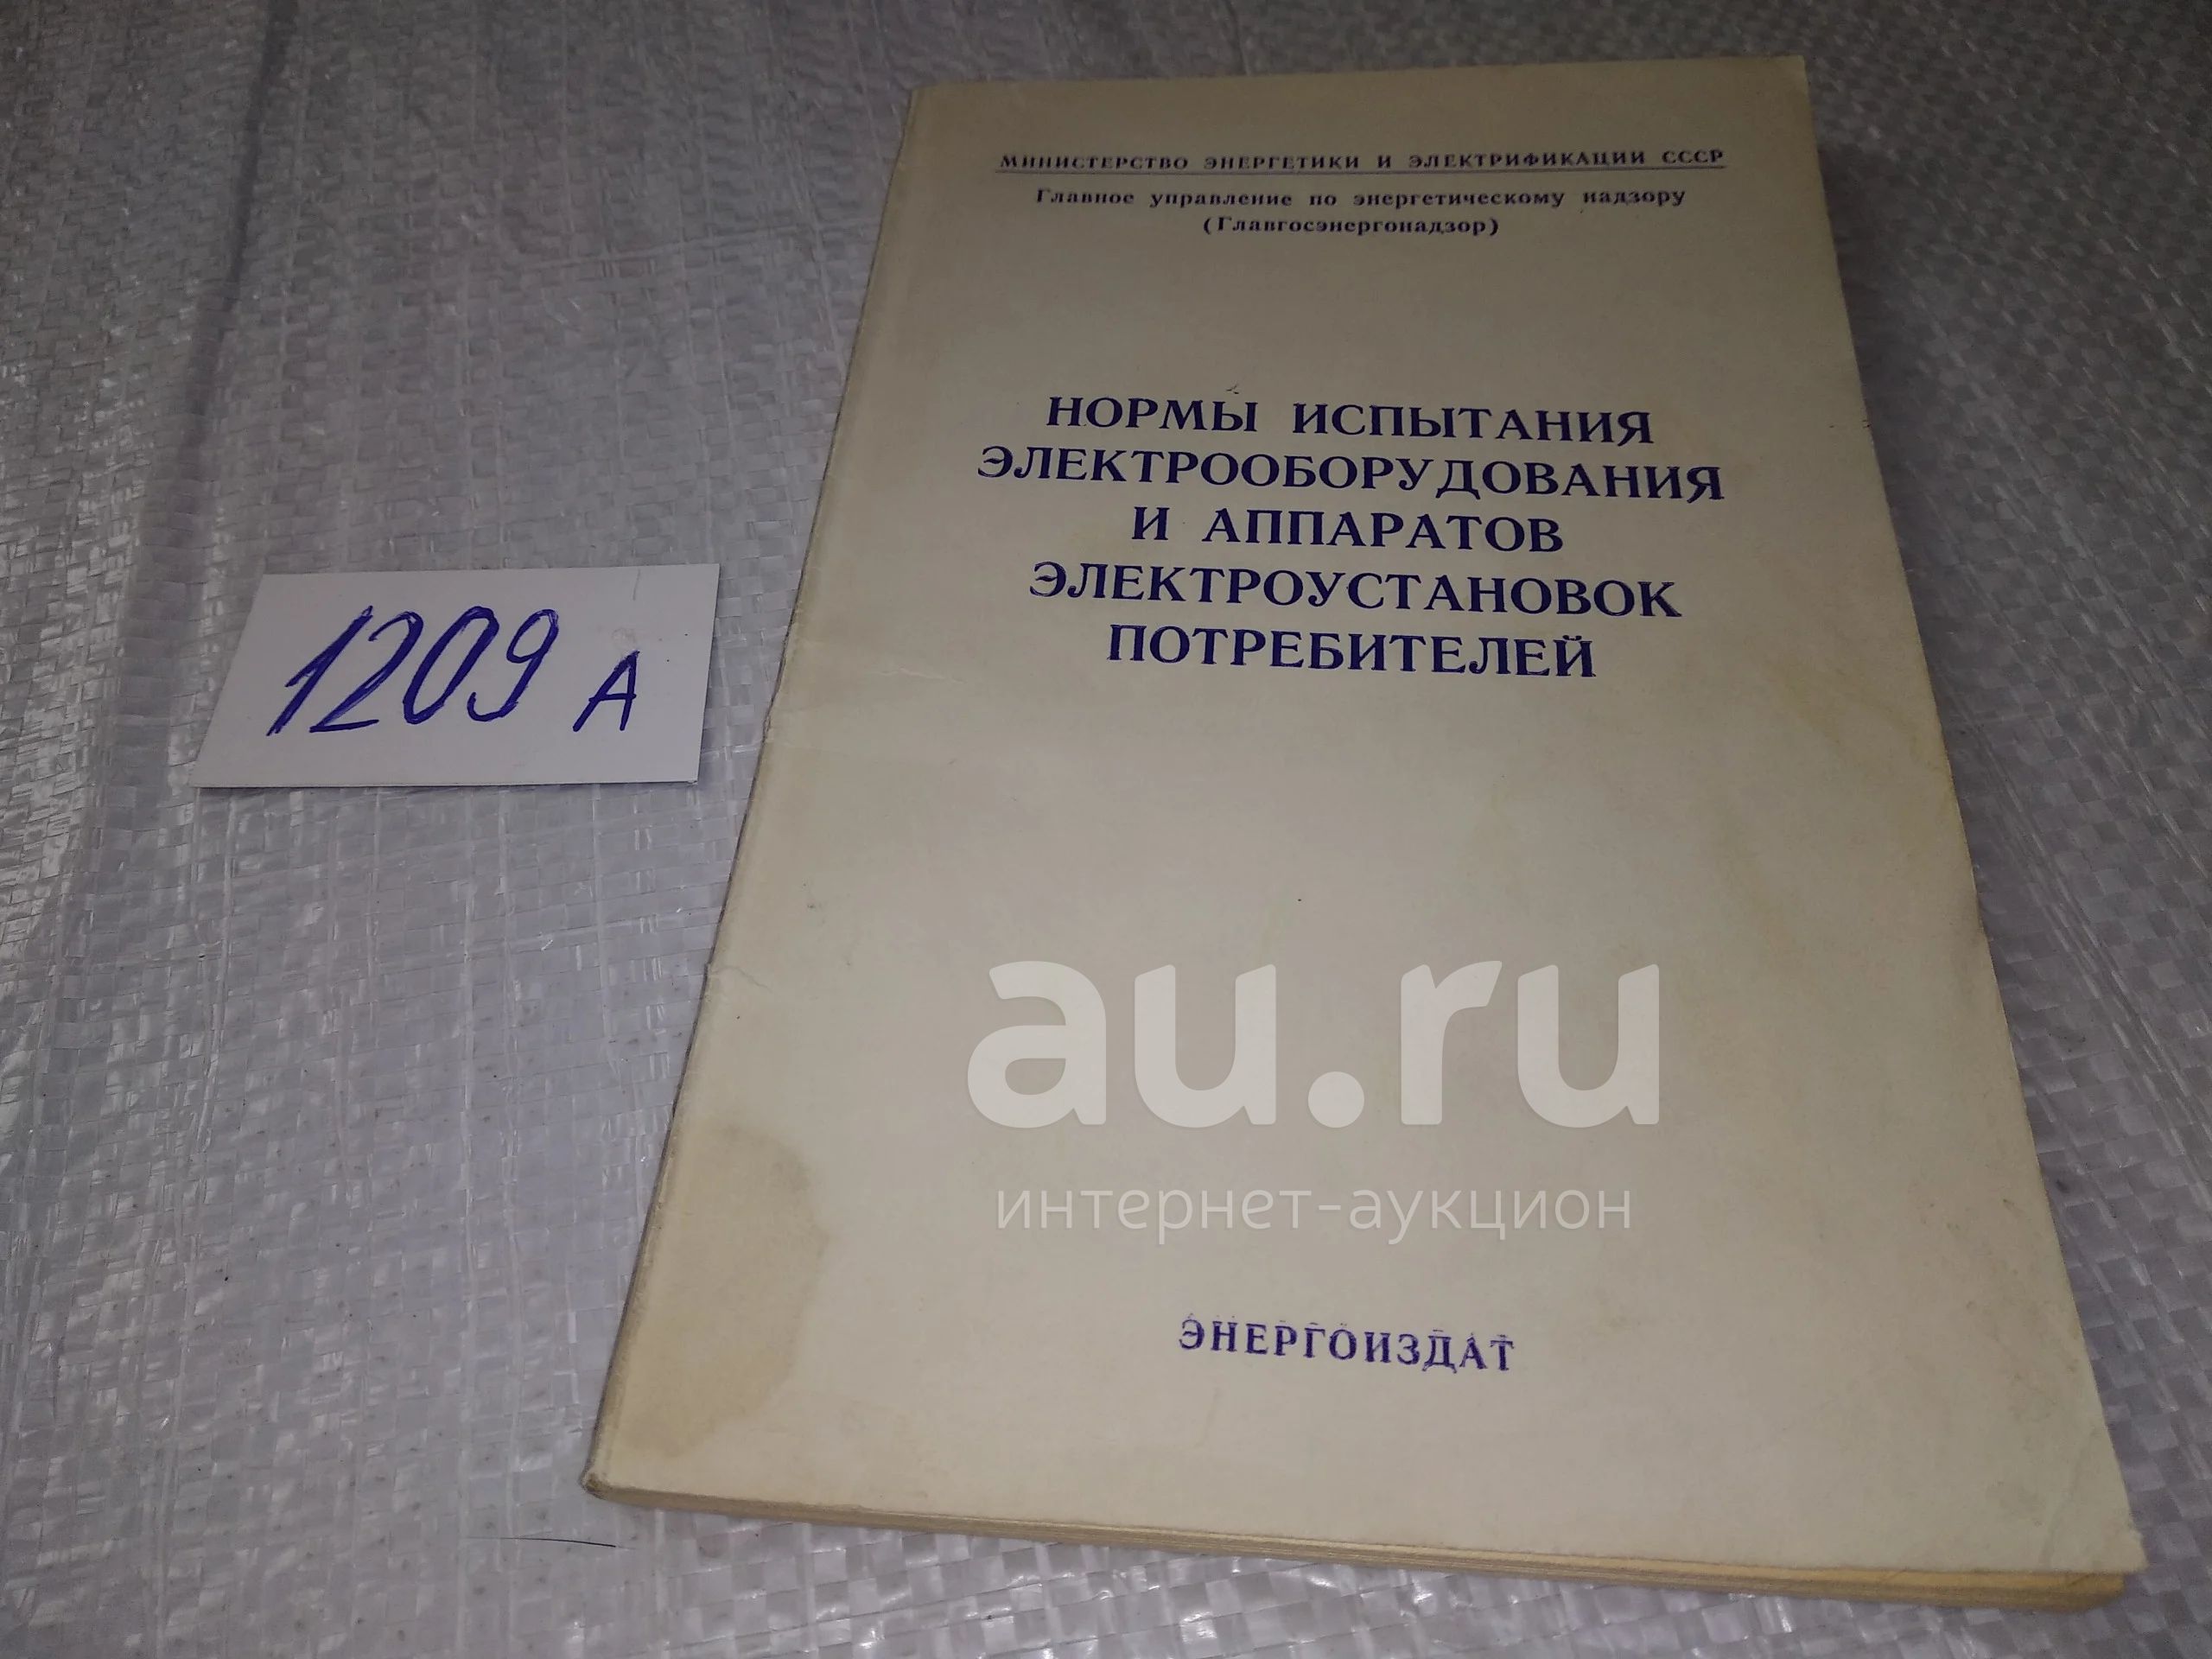 МИНИСТЕРСТВО ЭНЕРГЕТИКИ И ЭЛЕКТРИФИКАЦИИ СССР
Главное управление по энергетическому надзору
(Главгосэнергонадзор)
НОРМЫ ИСПЫТАНИЯ
ЭЛЕКТРООБОРУДОВАНИЯ
И АППАРАТОВ
ЭЛЕКТРОУСТАНОВОК
ПОТРЕБИТЕЛЕЙ
1209 А
au.ru
интернет-аукцион
ЭНЕРГОИЗДАТ